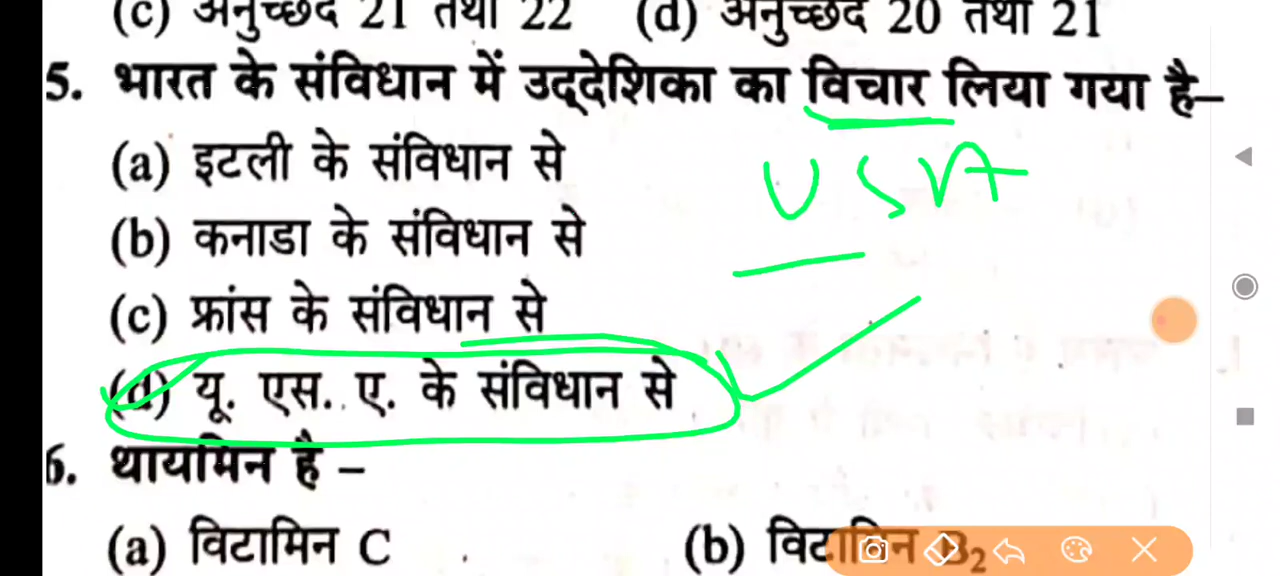 (c) अनुच्छेद 21 तथा 22 (d) अनुच्छेद 20 तथा 21
5. भारत के संविधान में उद्देशिका का विचार लिया गया है–
(a) इटली के संविधान से
USA
(b) कनाडा के संविधान से
(c) फ्रांस के संविधान से
(d) यू. एस. ए. के संविधान से
6. थायमिन है –
(a) विटामिन C (b) विटामिन B₂